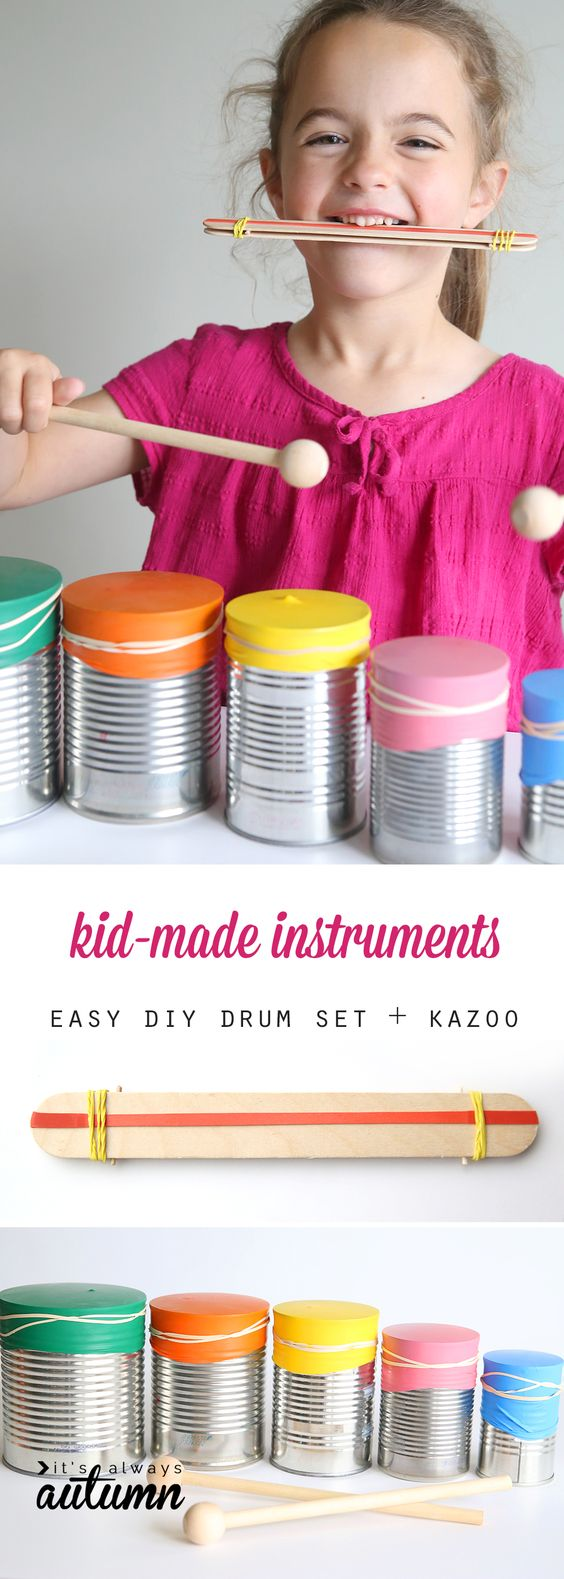 kid-made instruments
EASY DIY DRUM SET + KAZOO
it's always
autumn